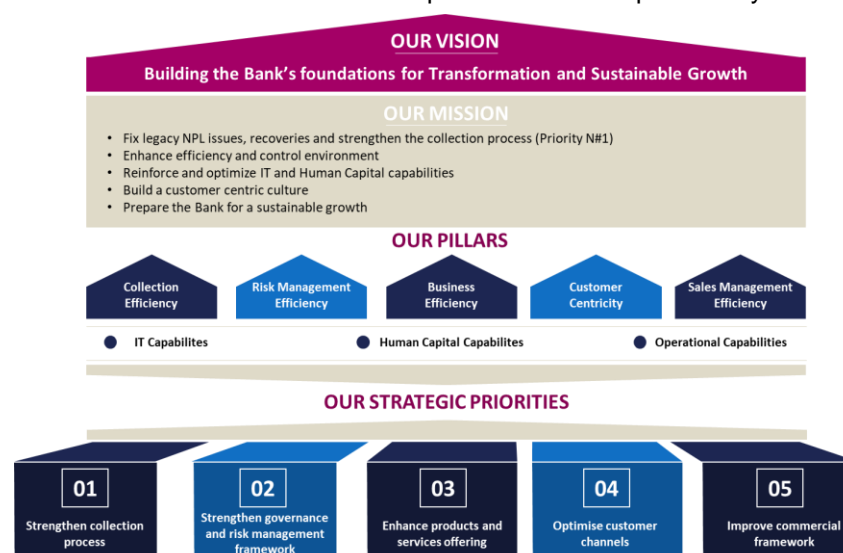 OUR VISION
Building the Bank's foundations for Transformation and Sustainable Growth
OUR MISSION
• Fix legacy NPL issues, recoveries and strengthen the collection process (Priority N#1)
• Enhance efficiency and control environment
• Reinforce and optimize IT and Human Capital capabilities
• Build a customer centric culture
• Prepare the Bank for a sustainable growth
OUR PILLARS
Collection
Efficiency
Risk Management
Efficiency
Business
Efficiency
Customer
Centricity
Sales Management
Efficiency
IT Capabilites
Human Capital Capabilites
Operational Capabilities
OUR STRATEGIC PRIORITIES
01
Strengthen collection
process
02
Strengthen governance
and risk management
framework
03
Enhance products and
services offering
04
Optimise customer
channels
05
Improve commercial
framework